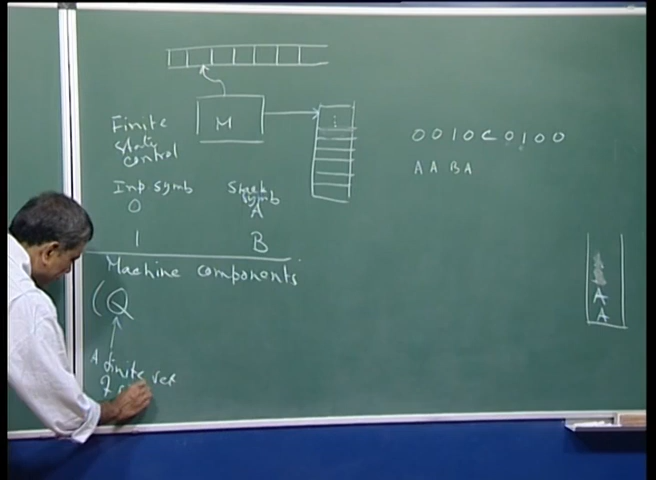 M
Finite
state
control
Inp symb
Stack symb
0 A
1 B
0 0 1 0 C 0 1 0 0
A A B A
Machine components
(Q
A finite set
of
A
A